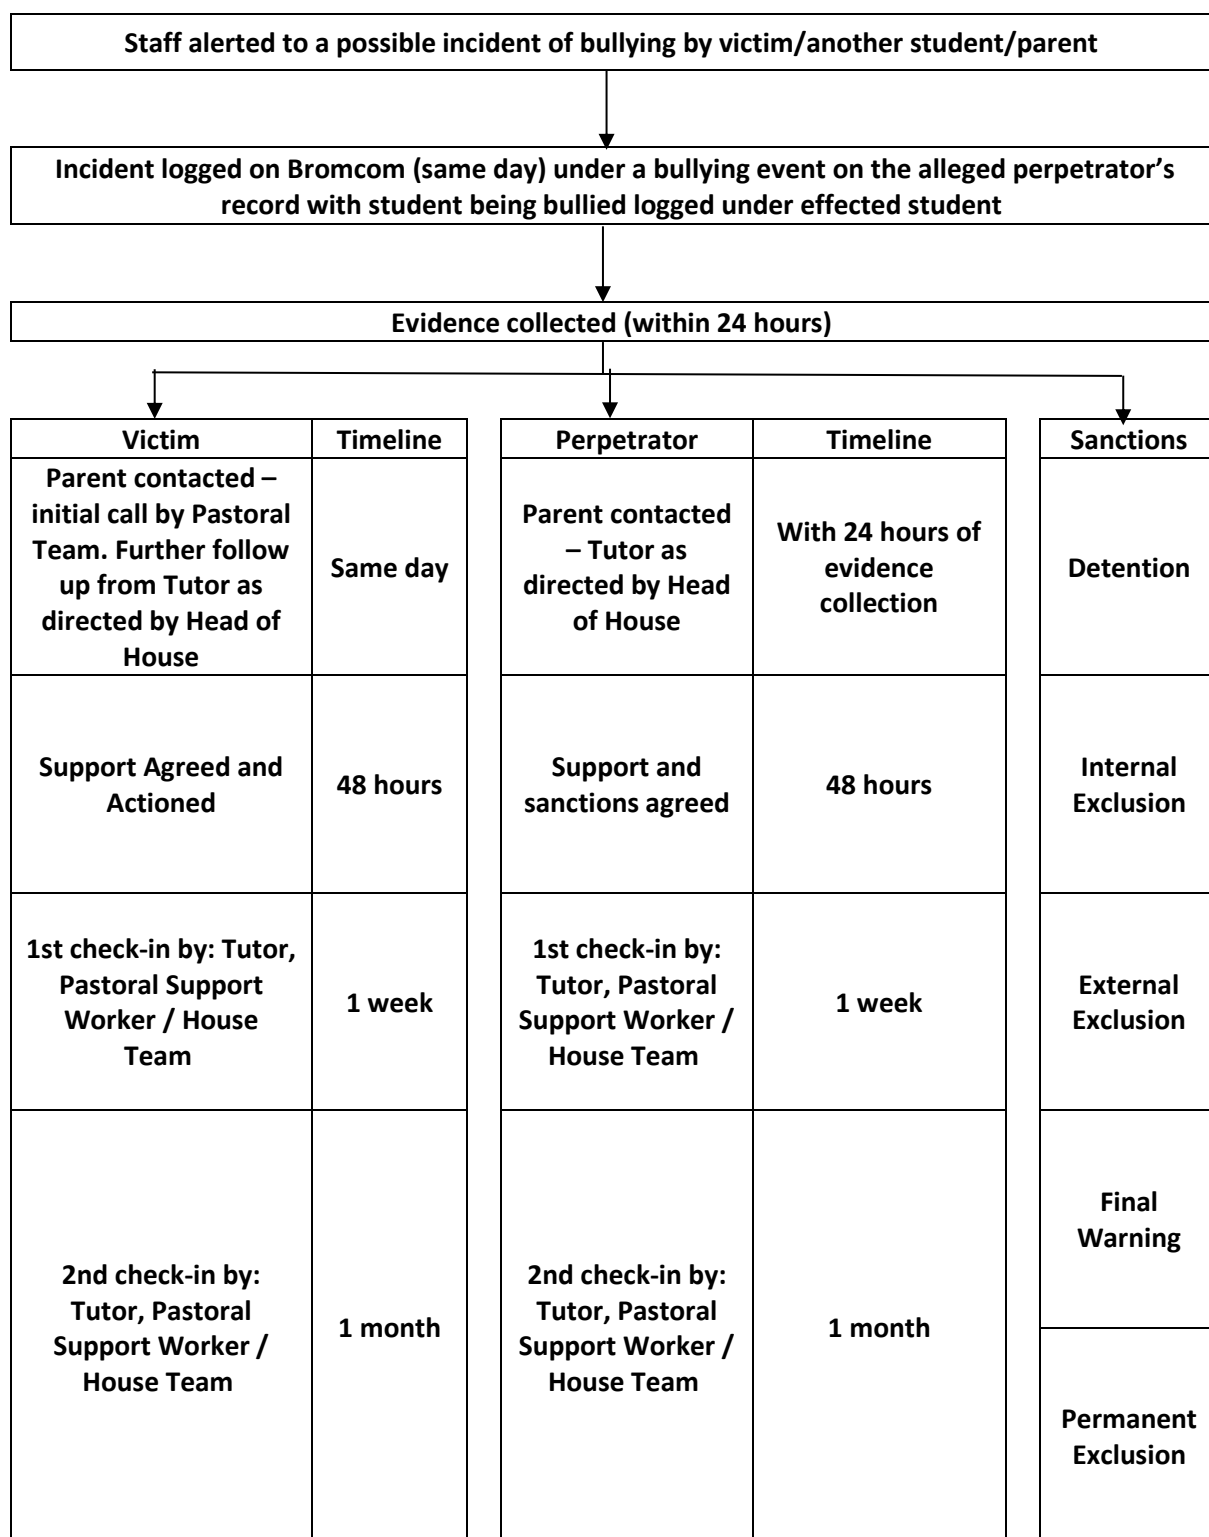 Staff alerted to a possible incident of bullying by victim/another student/parent
Incident logged on Bromcom (same day) under a bullying event on the alleged perpetrator’s
record with student being bullied logged under effected student
Evidence collected (within 24 hours)
Victim
Timeline
Parent contacted –
initial call by Pastoral
Team. Further follow
up from Tutor as
directed by Head of
House
Same day
Support Agreed and
Actioned
48 hours
1st check-in by: Tutor,
Pastoral Support
Worker / House
Team
1 week
2nd check-in by:
Tutor, Pastoral
Support Worker /
House Team
1 month
Perpetrator
Timeline
Parent contacted
– Tutor as
directed by Head
of House
With 24 hours of
evidence
collection
Support and
sanctions agreed
48 hours
1st check-in by:
Tutor, Pastoral
Support Worker /
House Team
1 week
2nd check-in by:
Tutor, Pastoral
Support Worker /
House Team
1 month
Sanctions
Detention
Internal
Exclusion
External
Exclusion
Final
Warning
Permanent
Exclusion